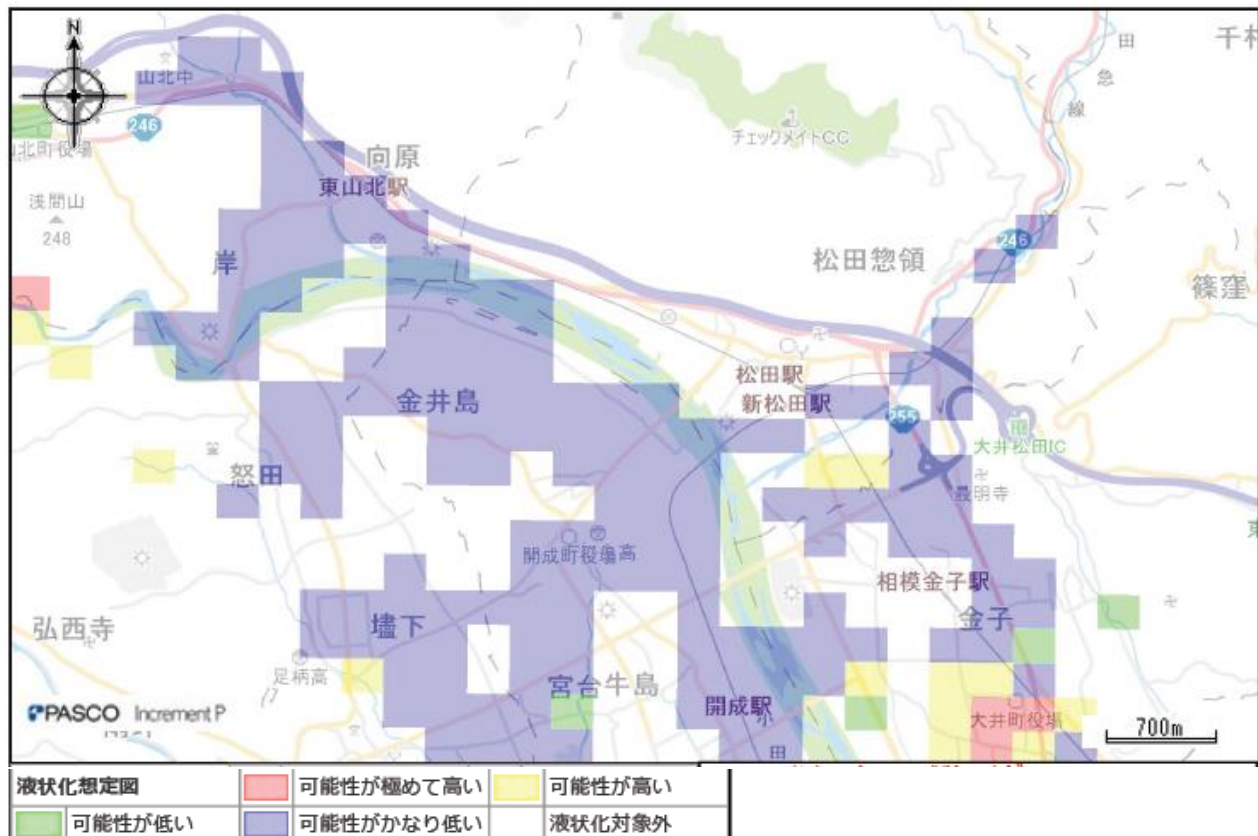 N
千村
田
急
線
山北中
246
山北町役場
チェックメイトCC
向原
東山北駅
浅間山
248
岸
246
松田惣領
篠窪
松田駅
新松田駅
金井島
255
大井松田IC
怒田
最明寺
開成町役場
高
相模金子駅
金子
弘西寺
壗下
足柄高
宮台牛島
開成駅
小
田
大井町役場
PASCO Increment P
700m
液状化想定図 可能性が極めて高い 可能性が高い
可能性が低い 可能性がかなり低い 液状化対象外